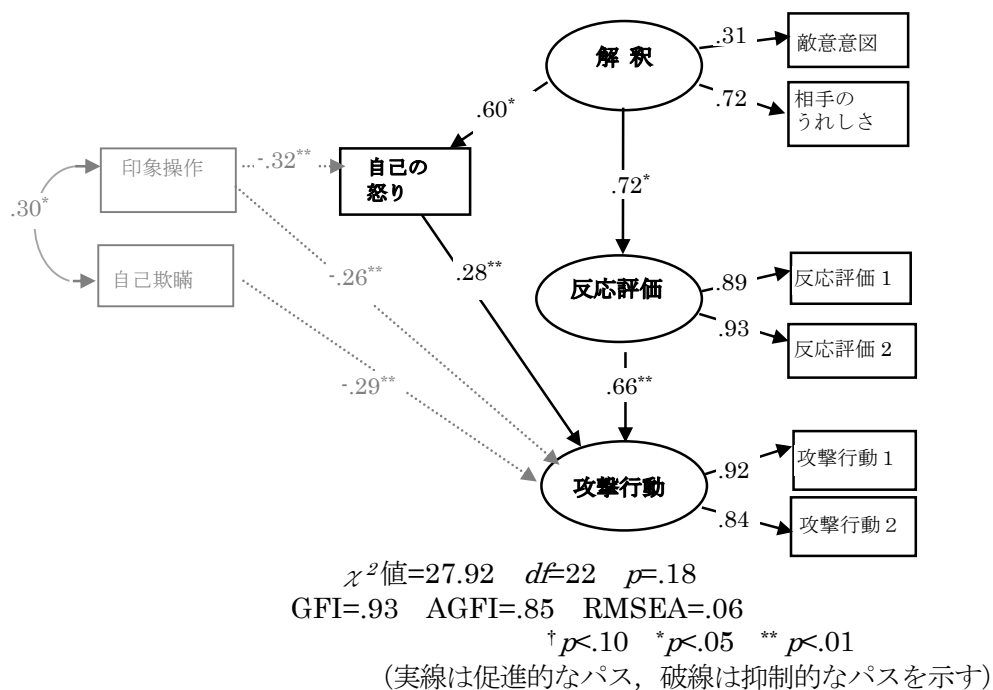 解 釈
.31
敵意意図
.72
相手の
うれしさ
.60*
印象操作
-.32**
自己の
怒り
.30*
.72*
自己欺瞞
-.26**
.28**
反応評価
.89
反応評価 1
.93
反応評価 2
-.29**
.66**
攻撃行動
.92
攻撃行動 1
.84
攻撃行動 2
χ²値=27.92 df=22 p=.18
GFI=.93 AGFI=.85 RMSEA=.06
† p<.10 *p<.05 ** p<.01
(実線は促進的なパス，破線は抑制的なパスを示す)